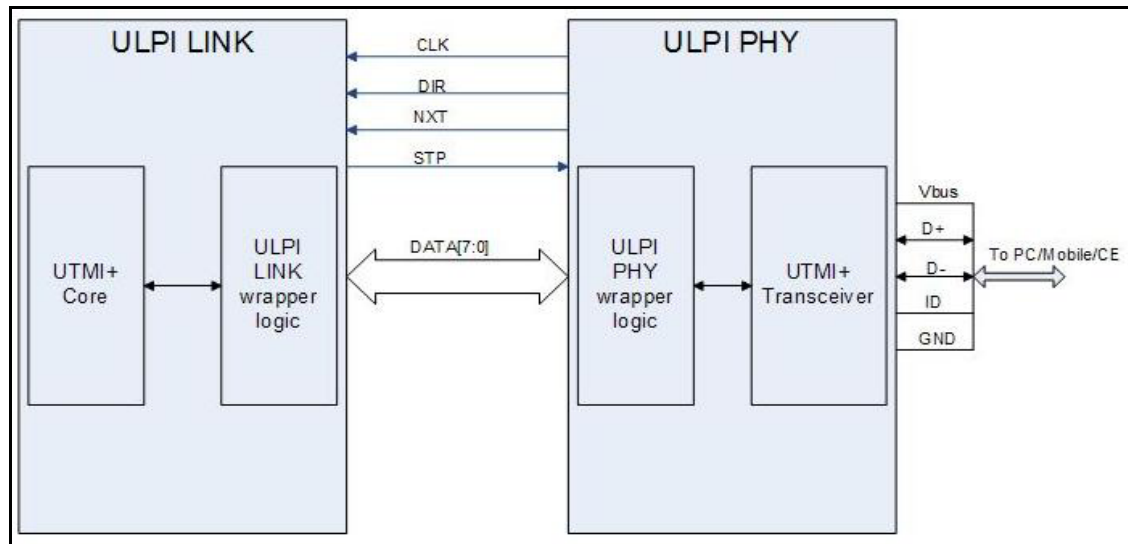 ULPI LINK
ULPI PHY
CLK
DIR
NXT
STP
DATA[7:0]
UTMI+
Core
ULPI
LINK
wrapper
logic
ULPI
PHY
wrapper
logic
UTMI+
Transceiver
Vbus
D+
D-
ID
GND
To PC/Mobile/CE